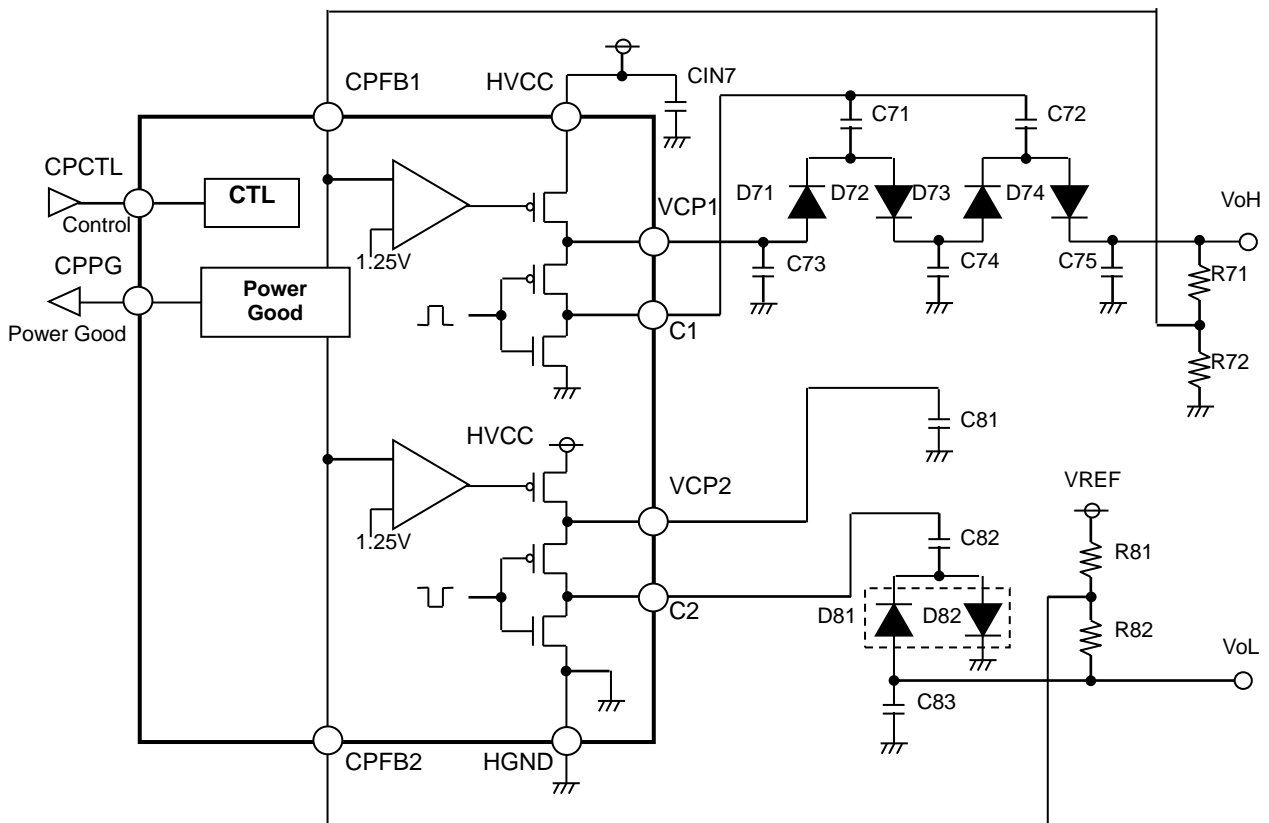 CPFB1
HVCC
CIN7
C71
C72
CPCTL
CTL
Control
D71
D72
D73
D74
VCP1
VoH
CPPG
1.25V
C73
C74
C75
R71
Power
Good
Power Good
C1
R72
HVCC
C81
VCP2
VREF
1.25V
C82
R81
C2
D81
D82
R82
VoL
C83
CPFB2
HGND